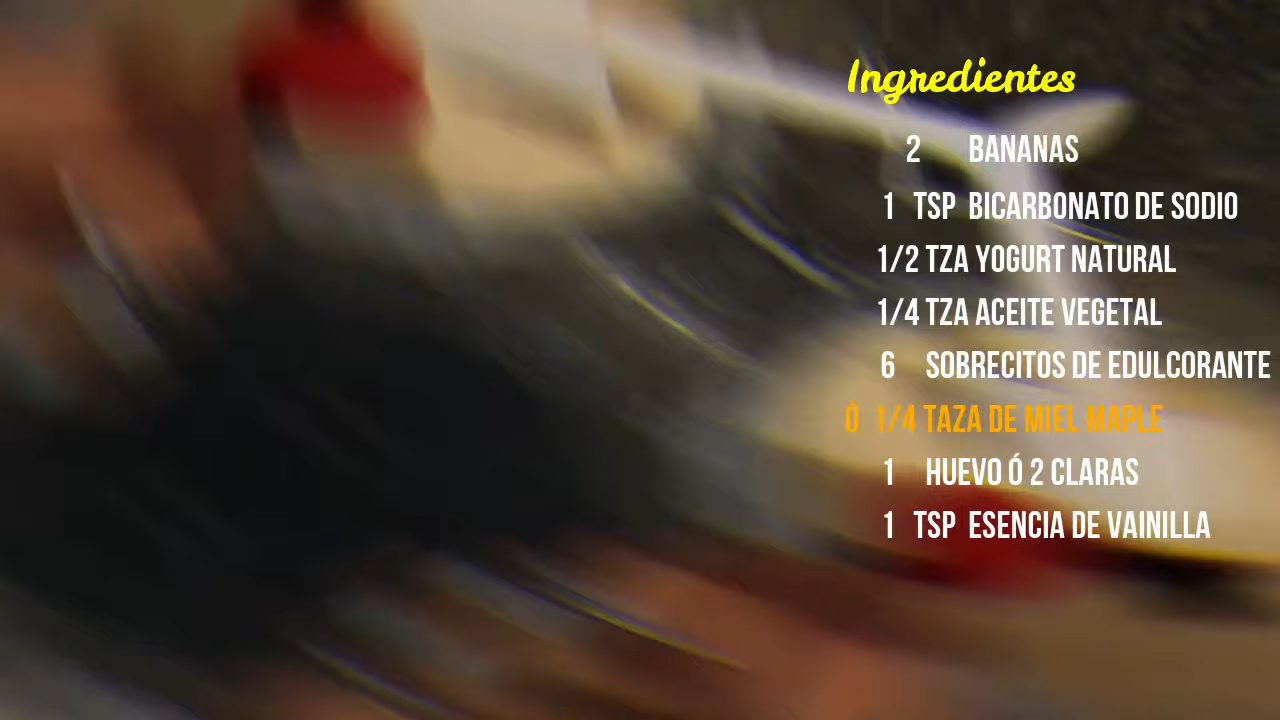 Ingredientes
2 BANANAS
1 TSP BICARBONATO DE SODIO
1/2 TZA YOGURT NATURAL
1/4 TZA ACEITE VEGETAL
6 SOBRECITOS DE EDULCORANTE
Ó 1/4 TAZA DE MIEL MAPLE
1 HUEVO Ó 2 CLARAS
1 TSP ESENCIA DE VAINILLA